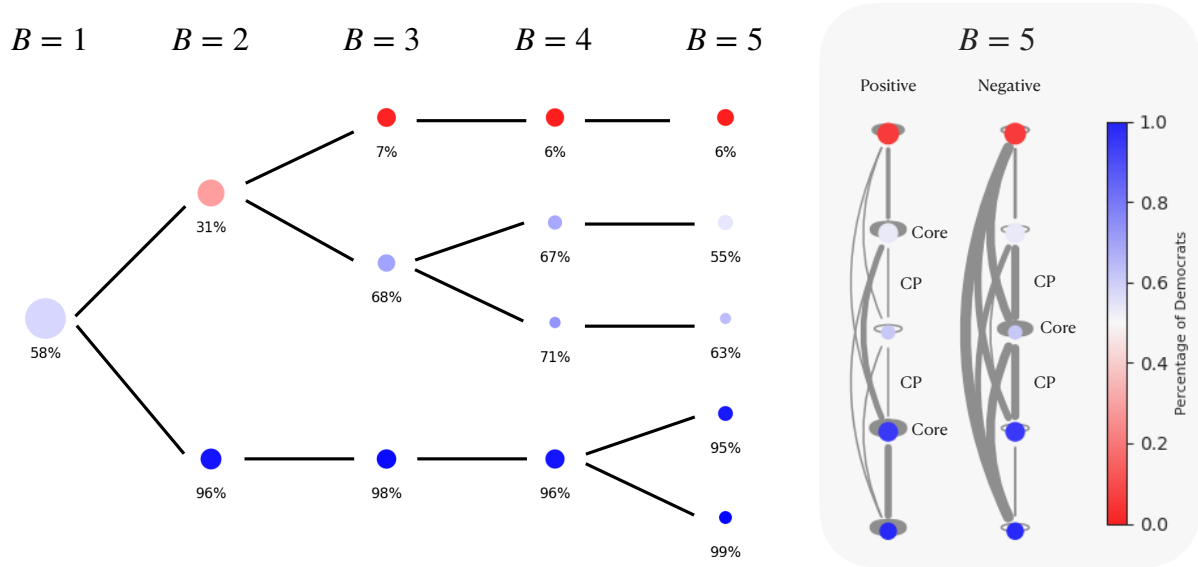 B = 1
B = 2
B = 3
B = 4
B = 5
58%
31%
96%
7%
68%
98%
6%
67%
71%
96%
6%
55%
63%
95%
99%
B = 5
Positive
Negative
Core
CP
CP
Core
CP
Core
CP
1.0
0.8
0.6
0.4
0.2
0.0
Percentage of Democrats